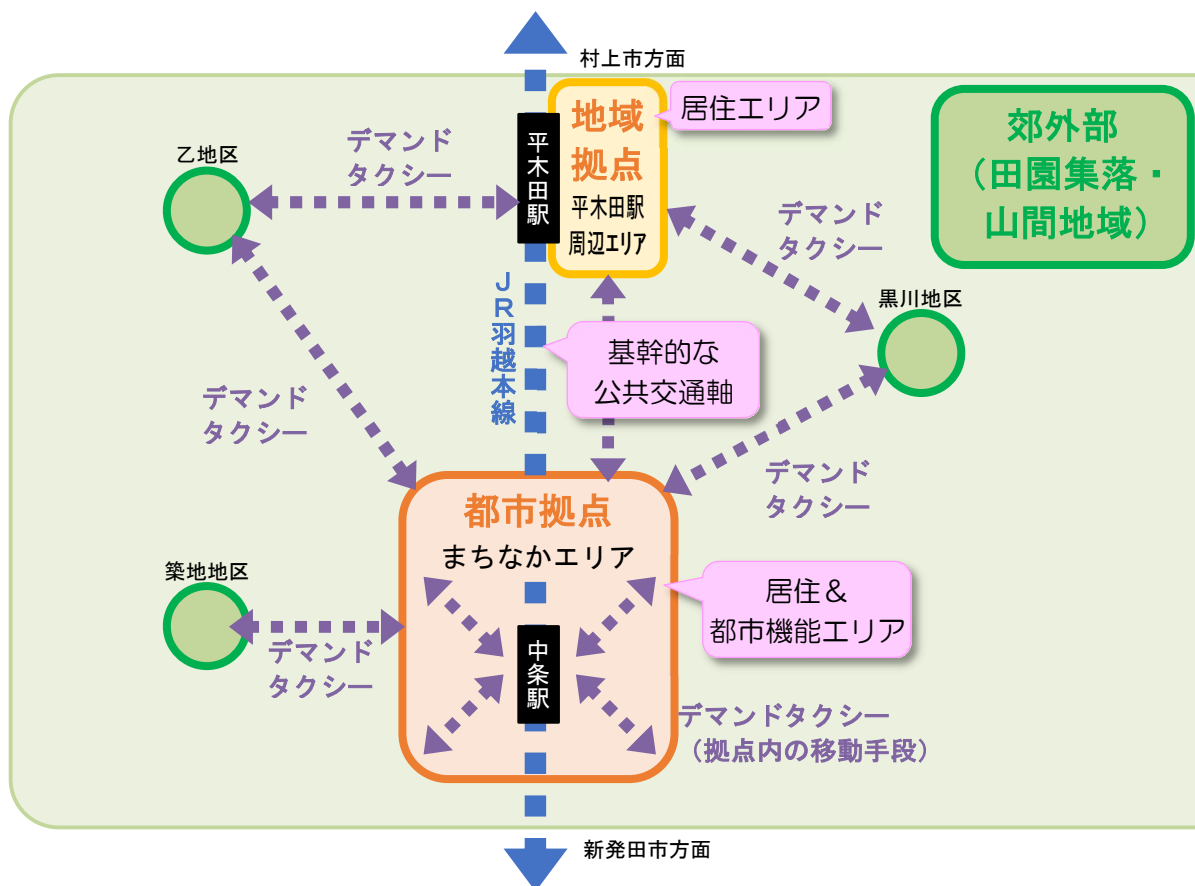 村上市方面
地域
拠点
平木田駅
周辺エリア
居住エリア
郊外部
(田園集落・
山間地域)
平木田駅
デマンド
タクシー
乙地区
デマンド
タクシー
黒川地区
JR羽越本線
基幹的な
公共交通軸
デマンド
タクシー
デマンド
タクシー
都市拠点
まちなかエリア
築地地区
居住&
都市機能エリア
デマンド
タクシー
中条駅
デマンドタクシー
(拠点内の移動手段)
新発田市方面